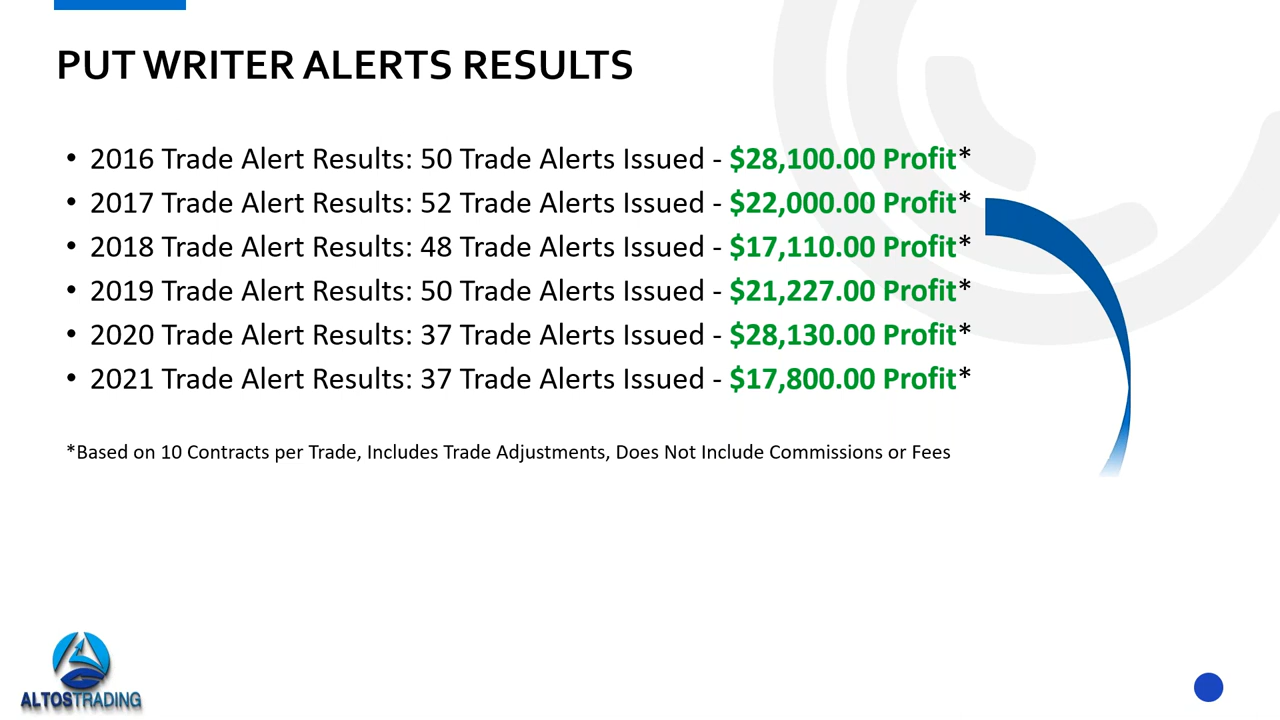 PUT WRITER ALERTS RESULTS
• 2016 Trade Alert Results: 50 Trade Alerts Issued - $28,100.00 Profit*
• 2017 Trade Alert Results: 52 Trade Alerts Issued - $22,000.00 Profit*
• 2018 Trade Alert Results: 48 Trade Alerts Issued - $17,110.00 Profit*
• 2019 Trade Alert Results: 50 Trade Alerts Issued - $21,227.00 Profit*
• 2020 Trade Alert Results: 37 Trade Alerts Issued - $28,130.00 Profit*
• 2021 Trade Alert Results: 37 Trade Alerts Issued - $17,800.00 Profit*
*Based on 10 Contracts per Trade, Includes Trade Adjustments, Does Not Include Commissions or Fees
ALTOSTRADING